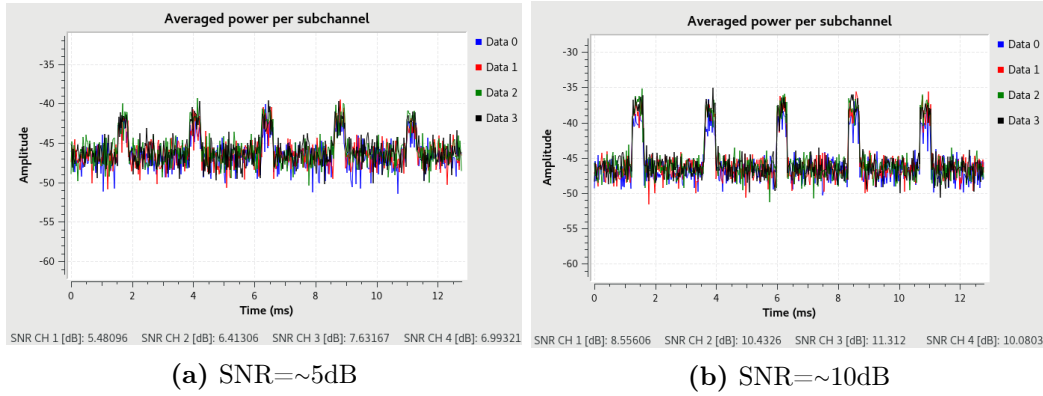 Averaged power per subchannel
Data 0
Data 1
Data 2
Data 3
Amplitude
-35
-40
-45
-50
-55
-60
0 2 4 6 8 10 12
Time (ms)
SNR CH 1 [dB]: 5.48096 SNR CH 2 [dB]: 6.41306 SNR CH 3 [dB]: 7.63167 SNR CH 4 [dB]: 6.99321
(a) SNR=~5dB
Averaged power per subchannel
Data 0
Data 1
Data 2
Data 3
Amplitude
-30
-35
-40
-45
-50
-55
-60
0 2 4 6 8 10 12
Time (ms)
SNR CH 1 [dB]: 8.55606 SNR CH 2 [dB]: 10.4326 SNR CH 3 [dB]: 11.312 SNR CH 4 [dB]: 10.0803
(b) SNR=~10dB